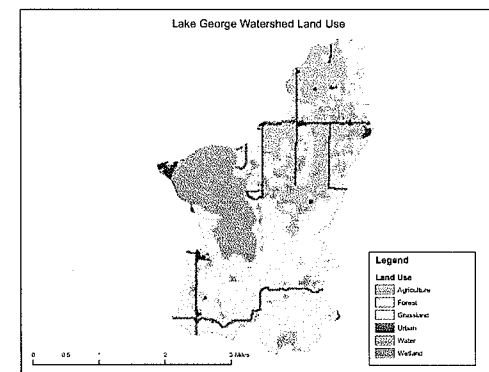 Lake George Watershed Land Use
Legend
Land Use
Agriculture
Forest
Grassland
Urban
Water
Wetland
0 0.5 1 2 3 Miles